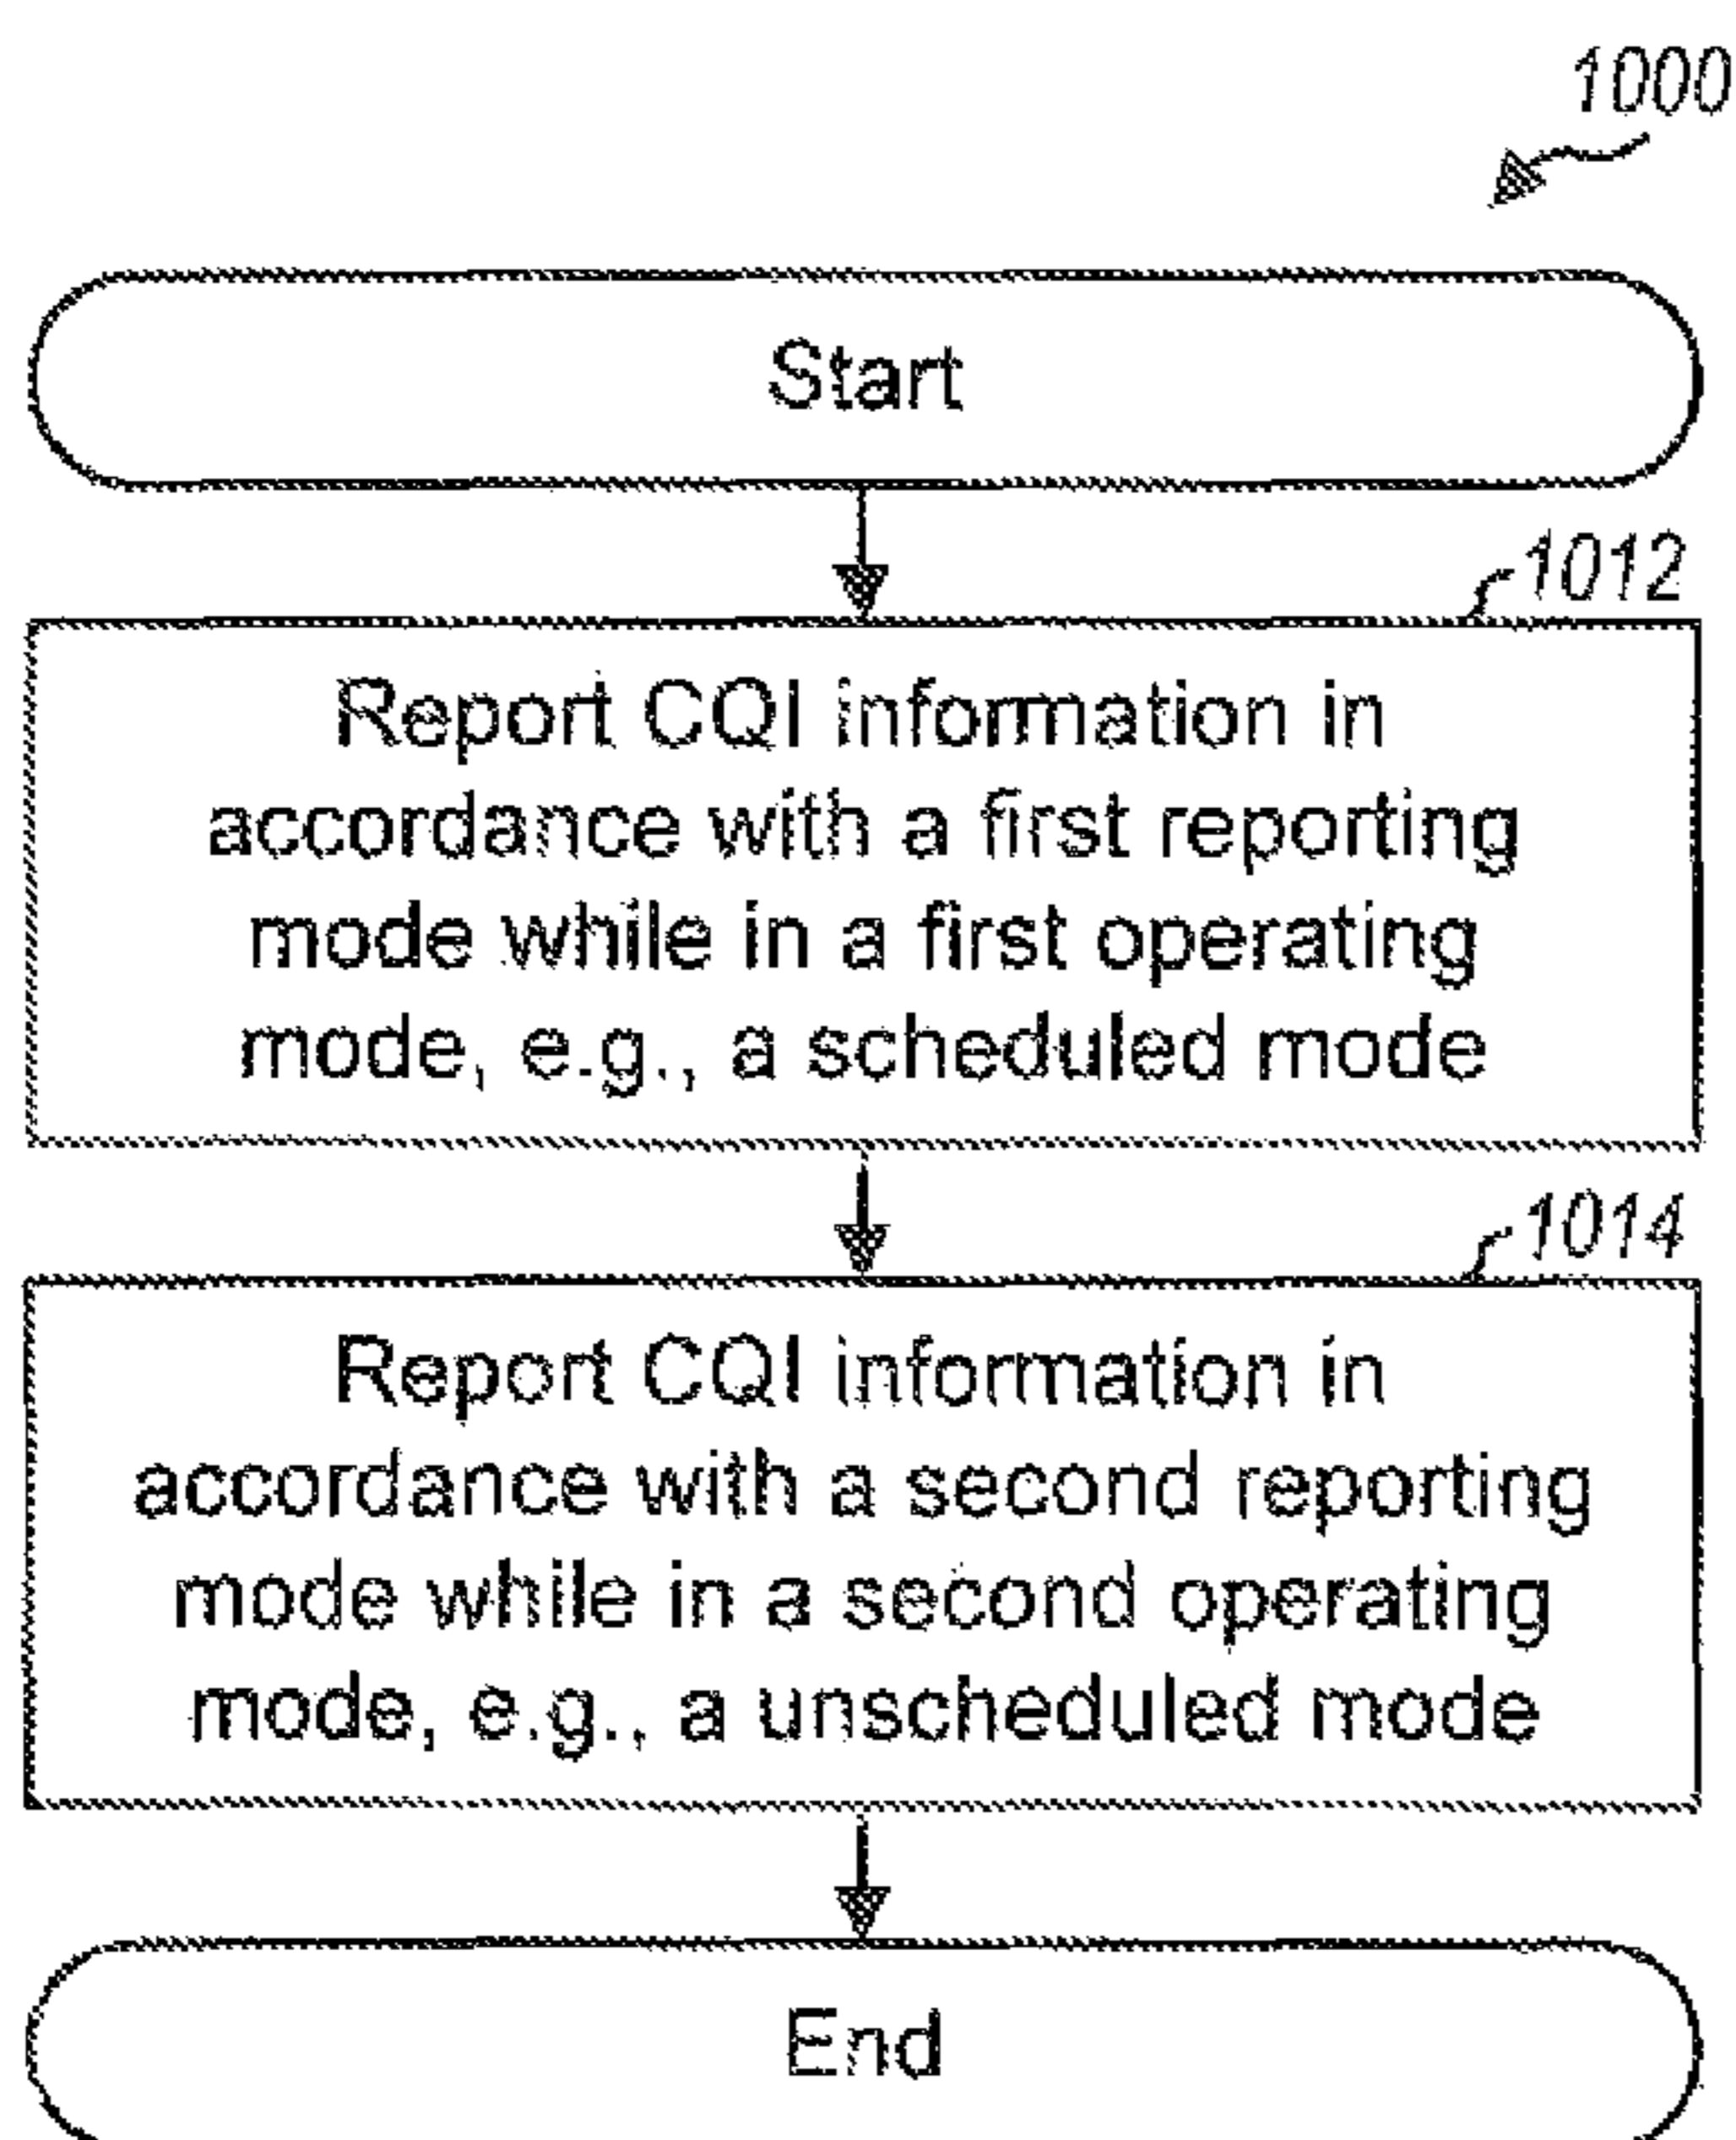 1000
Start
1012
Report CQI information in
accordance with a first reporting
mode while in a first operating
mode, e.g., a scheduled mode
1014
Report CQI information in
accordance with a second reporting
mode while in a second operating
mode, e.g., a unscheduled mode
End